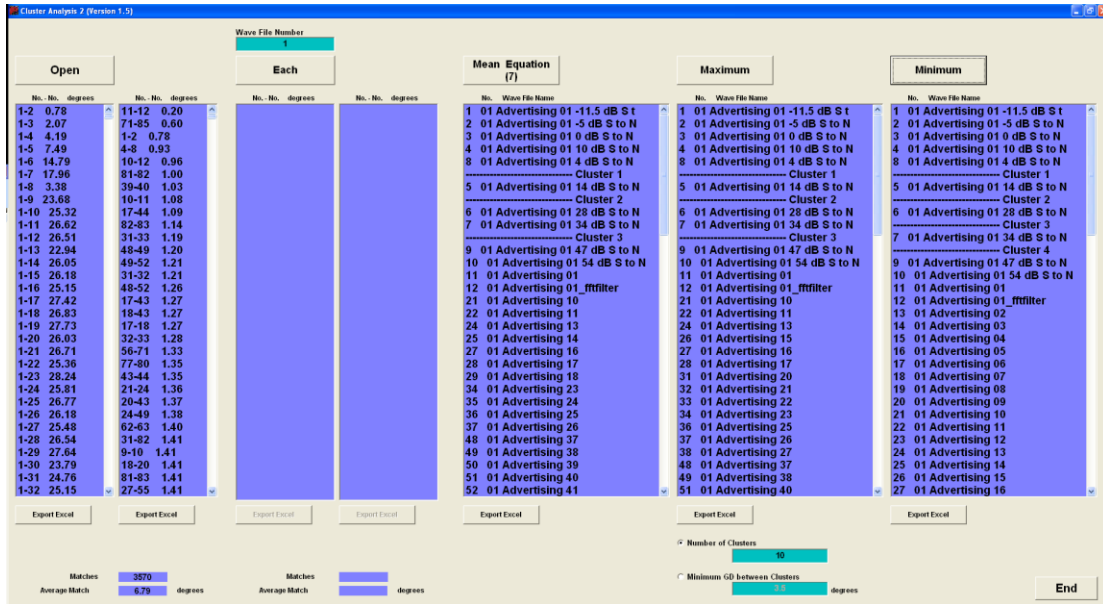 Cluster Analysis 2 (Version 1.5)
Wave File Number
1
Open
Each
Mean Equation
(7)
Maximum
Minimum
No. - No. degrees
1-2 0.78
1-3 2.07
1-4 4.19
1-5 7.49
1-6 14.79
1-7 17.96
1-8 3.38
1-9 23.68
1-10 25.32
1-11 26.62
1-12 26.51
1-13 22.94
1-14 26.05
1-15 26.18
1-16 25.15
1-17 27.42
1-18 26.83
1-19 27.73
1-20 26.03
1-21 26.71
1-22 25.36
1-23 28.24
1-24 25.81
1-25 26.77
1-26 26.18
1-27 25.48
1-28 26.54
1-29 27.64
1-30 23.79
1-31 24.76
1-32 25.15
Export Excel
No. - No. degrees
11-12 0.20
71-85 0.60
1-2 0.78
4-8 0.93
10-12 0.96
81-82 1.00
39-40 1.03
10-11 1.08
17-44 1.09
82-83 1.14
31-33 1.19
48-49 1.20
49-52 1.21
31-32 1.21
48-52 1.26
17-43 1.27
18-43 1.27
17-18 1.27
32-33 1.28
56-71 1.33
77-80 1.35
43-44 1.35
21-24 1.36
20-43 1.37
24-49 1.38
62-63 1.40
31-82 1.41
9-10 1.41
18-20 1.41
81-83 1.41
27-55 1.41
Export Excel
Matches 3570
Average Match 6.79 degrees
No. - No. degrees
Export Excel
No. - No. degrees
Export Excel
Matches
Average Match degrees
No. Wave File Name
1 01 Advertising 01 -11.5 dB S t
2 01 Advertising 01 -5 dB S to N
3 01 Advertising 01 0 dB S to N
4 01 Advertising 01 10 dB S to N
8 01 Advertising 01 4 dB S to N
------------------------------ Cluster 1
5 01 Advertising 01 14 dB S to N
------------------------------ Cluster 2
6 01 Advertising 01 28 dB S to N
7 01 Advertising 01 34 dB S to N
------------------------------ Cluster 3
9 01 Advertising 01 47 dB S to N
10 01 Advertising 01 54 dB S to N
11 01 Advertising 01
12 01 Advertising 01_fftfilter
21 01 Advertising 10
22 01 Advertising 11
24 01 Advertising 13
25 01 Advertising 14
27 01 Advertising 16
28 01 Advertising 17
29 01 Advertising 18
34 01 Advertising 23
35 01 Advertising 24
36 01 Advertising 25
37 01 Advertising 26
48 01 Advertising 37
49 01 Advertising 38
50 01 Advertising 39
51 01 Advertising 40
52 01 Advertising 41
Export Excel
No. Wave File Name
1 01 Advertising 01 -11.5 dB S t
2 01 Advertising 01 -5 dB S to N
3 01 Advertising 01 0 dB S to N
4 01 Advertising 01 10 dB S to N
8 01 Advertising 01 4 dB S to N
------------------------------ Cluster 1
5 01 Advertising 01 14 dB S to N
------------------------------ Cluster 2
6 01 Advertising 01 28 dB S to N
7 01 Advertising 01 34 dB S to N
------------------------------ Cluster 3
9 01 Advertising 01 47 dB S to N
10 01 Advertising 01 54 dB S to N
11 01 Advertising 01
12 01 Advertising 01_fftfilter
21 01 Advertising 10
22 01 Advertising 11
24 01 Advertising 13
25 01 Advertising 14
27 01 Advertising 16
28 01 Advertising 17
31 01 Advertising 20
32 01 Advertising 21
33 01 Advertising 22
34 01 Advertising 23
36 01 Advertising 25
37 01 Advertising 26
38 01 Advertising 27
48 01 Advertising 37
49 01 Advertising 38
51 01 Advertising 40
Export Excel
Number of Clusters
10
Minimum GD between Clusters
3.5 degrees
No. Wave File Name
1 01 Advertising 01 -11.5 dB S t
2 01 Advertising 01 -5 dB S to N
3 01 Advertising 01 0 dB S to N
4 01 Advertising 01 10 dB S to N
8 01 Advertising 01 4 dB S to N
------------------------------ Cluster 1
5 01 Advertising 01 14 dB S to N
------------------------------ Cluster 2
6 01 Advertising 01 28 dB S to N
------------------------------ Cluster 3
7 01 Advertising 01 34 dB S to N
------------------------------ Cluster 4
9 01 Advertising 01 47 dB S to N
10 01 Advertising 01 54 dB S to N
11 01 Advertising 01
12 01 Advertising 01_fftfilter
13 01 Advertising 02
14 01 Advertising 03
15 01 Advertising 04
16 01 Advertising 05
17 01 Advertising 06
18 01 Advertising 07
19 01 Advertising 08
20 01 Advertising 09
21 01 Advertising 10
22 01 Advertising 11
23 01 Advertising 12
24 01 Advertising 13
25 01 Advertising 14
26 01 Advertising 15
27 01 Advertising 16
Export Excel
End